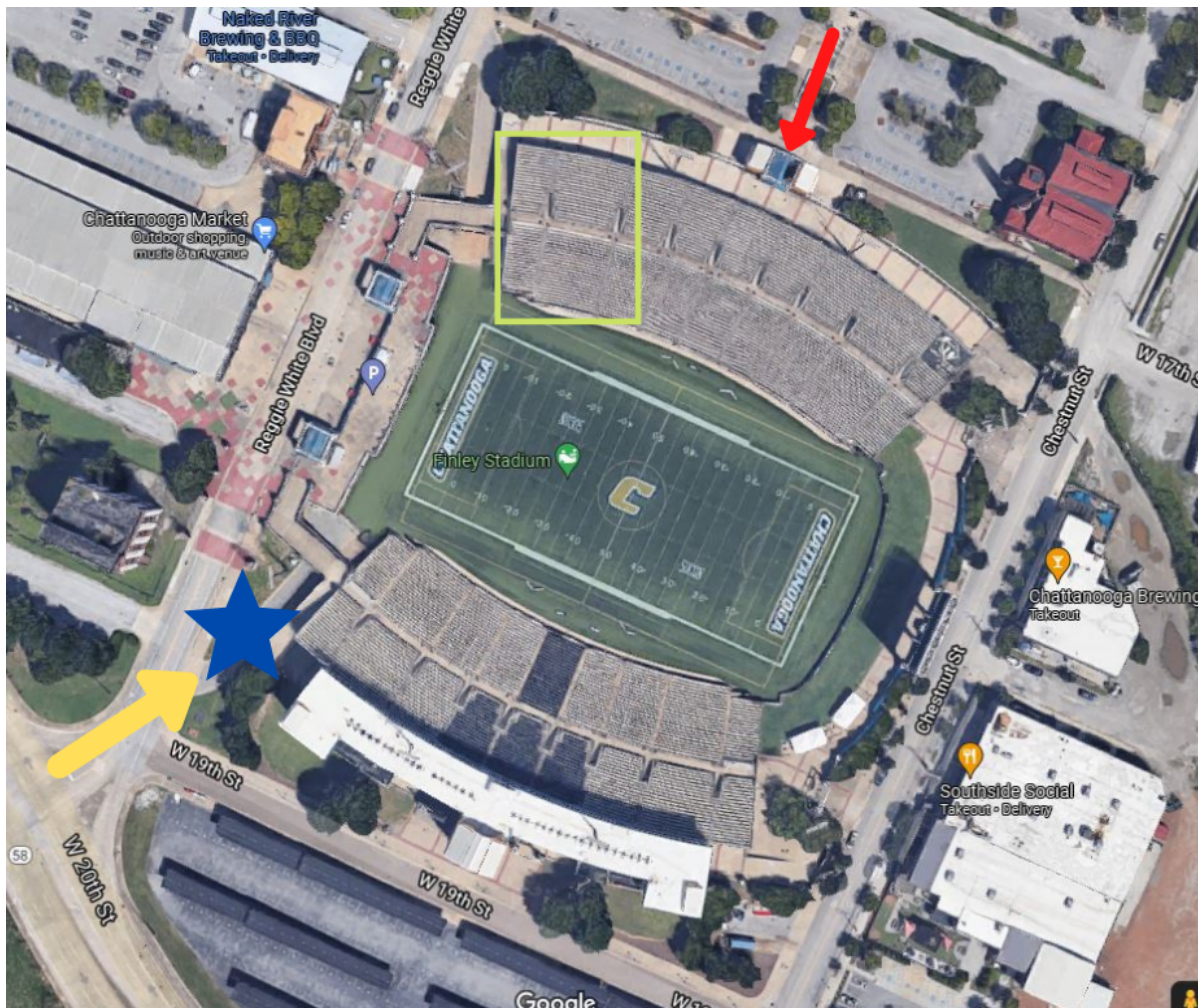 Naked River
Brewing & BBQ
Takeout • Delivery
Reggie White
Chattanooga Market
Outdoor shopping,
music & art venue
P
Reggie White Blvd
CHATTANOOGA
Finley Stadium
C
CHATTANOOGA
W 17th S
Chestnut St
Chattanooga Brewing
Takeout
Chestnut St
Southside Social
Takeout • Delivery
W 19th St
58
W 20th St
W 19th St
Google